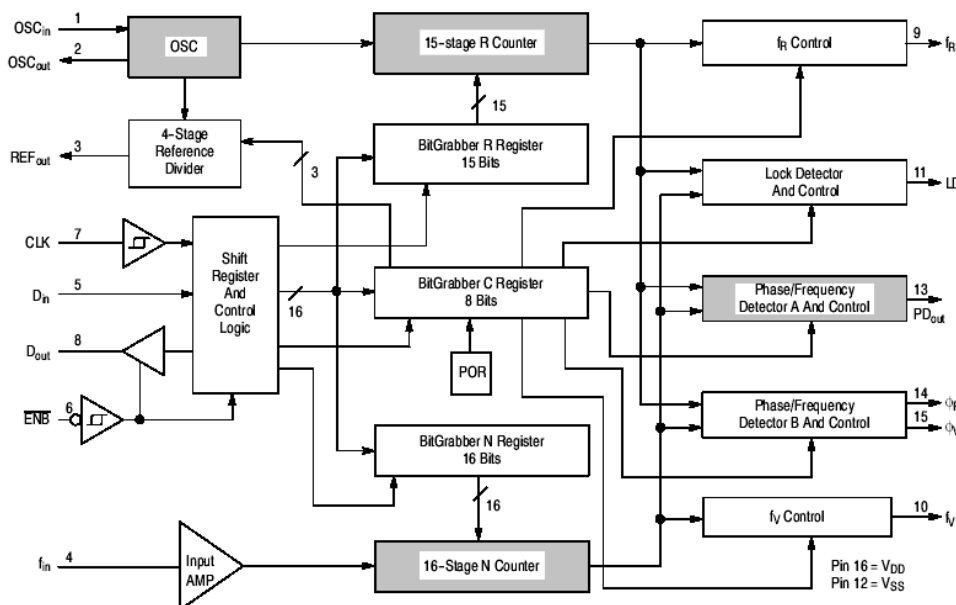 1
OSCin
2
OSCout
OSC
15-stage R Counter
fR Control
9
fR
15
3
REFout
4-Stage
Reference
Divider
3
BitGrabber R Register
15 Bits
Lock Detector
And Control
11
CLK
7
Shift
Register
And
Control
Logic
Din
5
16
BitGrabber C Register
8 Bits
Phase/Frequency
Detector A And Control
13
PDout
Dout
8
POR
ENB
6
Phase/Frequency
Detector B And Control
14
15
ϕV
BitGrabber N Register
16 Bits
16
fV Control
10
fV
fin
4
Input
AMP
16-Stage N Counter
Pin 16 = VDD
Pin 12 = VSS